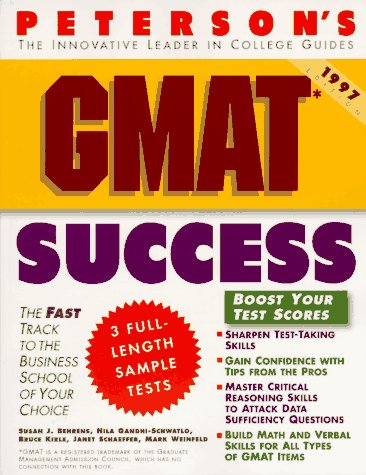 PETERSON'S
THE INNOVATIVE LEADER IN COLLEGE GUIDES
1997
EDITION
GMAT*
SUCCESS
THE FAST
TRACK
TO THE
BUSINESS
SCHOOL OF
YOUR CHOICE
3 FULL-
LENGTH
SAMPLE
TESTS
BOOST YOUR
TEST SCORES
SHARPEN TEST-TAKING
SKILLS
GAIN CONFIDENCE WITH
TIPS FROM THE PROS
MASTER CRITICAL
REASONING SKILLS
TO ATTACK DATA
SUFFICIENCY QUESTIONS
BUILD MATH AND VERBAL
SKILLS FOR ALL TYPES
OF GMAT ITEMS
SUSAN J. BEHRENS, NILA GANDHI-SCHWATLO,
BRUCE KIRLE, JANET SCHAEFFER, MARK WEINFELD
*GMAT IS A REGISTERED TRADEMARK OF THE GRADUATE
MANAGEMENT ADMISSION COUNCIL, WHICH HAS NO
CONNECTION WITH THIS BOOK.